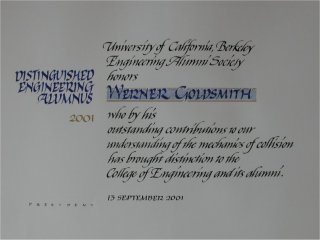 DISTINGUISHED
ENGINEERING
ALUMNUS
2001
University of California, Berkeley
Engineering Alumni Society
honors
WERNER GOLDSMITH
who by his
outstanding contributions to our
understanding of the mechanics of collision
has brought distinction to the
College of Engineering and its alumni.
13 SEPTEMBER 2001
PRESIDENT